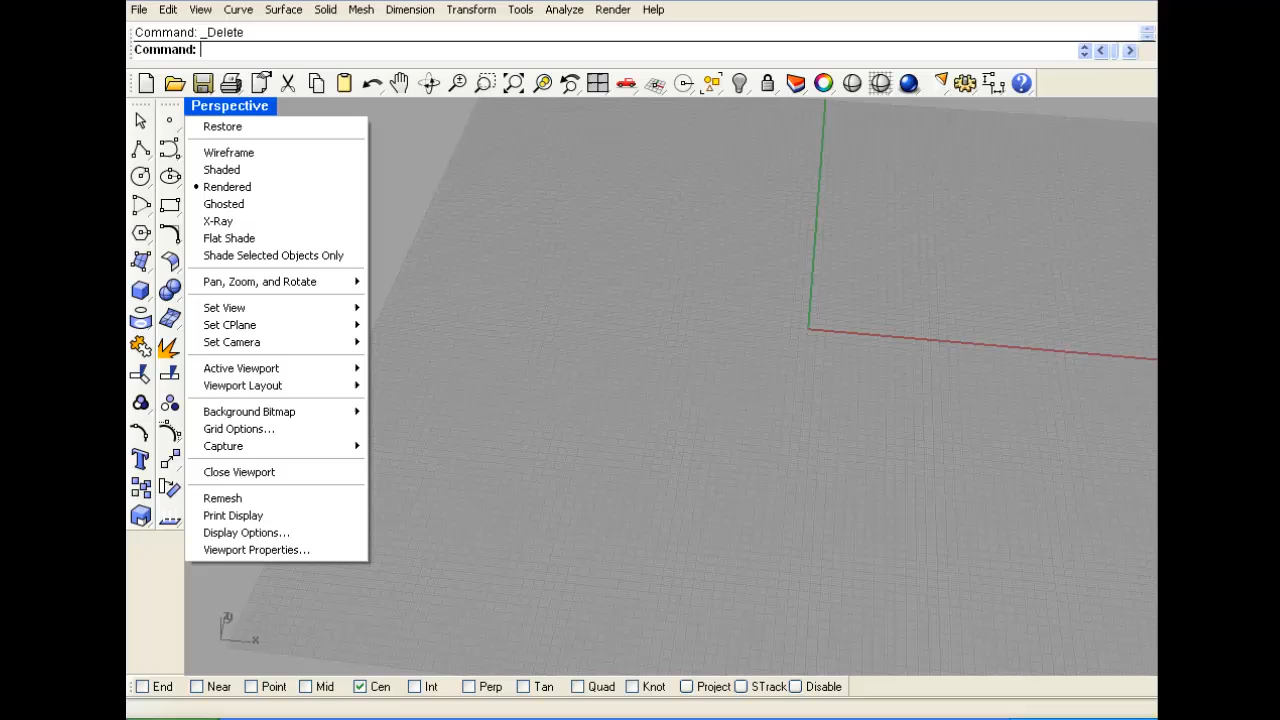 File Edit View Curve Surface Solid Mesh Dimension Transform Tools Analyze Render Help
Command: _Delete
Command:
Perspective
Restore
Wireframe
Shaded
Rendered
Ghosted
X-Ray
Flat Shade
Shade Selected Objects Only
Pan, Zoom, and Rotate
Set View
Set CPlane
Set Camera
Active Viewport
Viewport Layout
Background Bitmap
Grid Options...
Capture
Close Viewport
Remesh
Print Display
Display Options...
Viewport Properties...
x
End Near Point Mid Cen Int Perp Tan Quad Knot Project STrack Disable